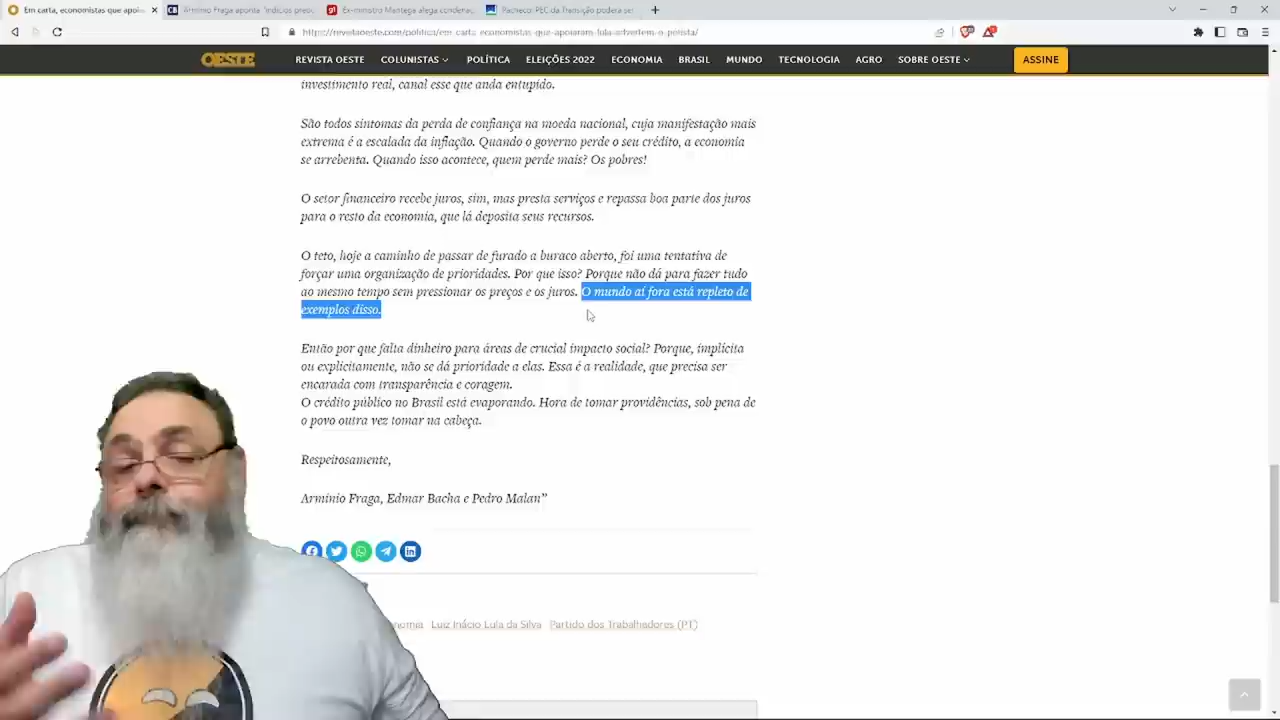 Em carta, economistas que apoia
Armínio Fraga aponta "indícios preoc
Ex-ministro Mantega alega condenaç
Pacheco: PEC da Transição poderá ser
https://revistaoeste.com/politica/em-carta-economistas-que-apoiaram-lula-advertem-o-petista/
OESTE
REVISTA OESTE
COLUNISTAS
POLÍTICA
ELEIÇÕES 2022
ECONOMIA
BRASIL
MUNDO
TECNOLOGIA
AGRO
SOBRE OESTE
ASSINE
investimento real, canal esse que anda entupido.
São todos sintomas da perda de confiança na moeda nacional, cuja manifestação mais
extrema é a escalada da inflação. Quando o governo perde o seu crédito, a economia
se arrebenta. Quando isso acontece, quem perde mais? Os pobres!
O setor financeiro recebe juros, sim, mas presta serviços e repassa boa parte dos juros
para o resto da economia, que lá deposita seus recursos.
O teto, hoje a caminho de passar de furado a buraco aberto, foi uma tentativa de
forçar uma organização de prioridades. Por que isso? Porque não dá para fazer tudo
ao mesmo tempo sem pressionar os preços e os juros. O mundo aí fora está repleto de
exemplos disso.
Então por que falta dinheiro para áreas de crucial impacto social? Porque, implícita
ou explicitamente, não se dá prioridade a elas. Essa é a realidade, que precisa ser
encarada com transparência e coragem.
O crédito público no Brasil está evaporando. Hora de tomar providências, sob pena de
o povo outra vez tomar na cabeça.
Respeitosamente,
Armínio Fraga, Edmar Bacha e Pedro Malan”
nomia Luiz Inácio Lula da Silva Partido dos Trabalhadores (PT)